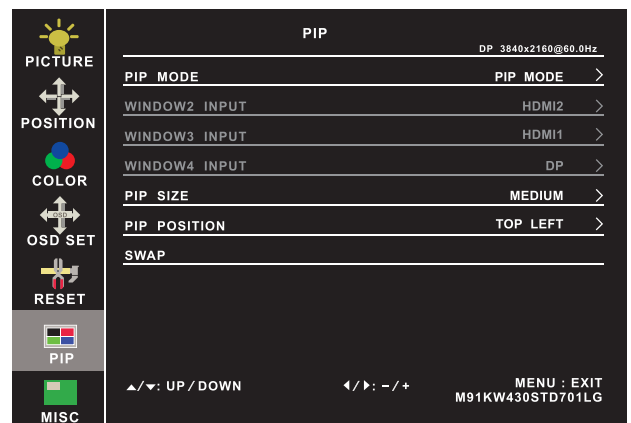 PIP
DP 3840x2160@60.0Hz
PICTURE
POSITION
COLOR
OSD
OSD SET
RESET
PIP
MISC
PIP MODE PIP MODE >
WINDOW2 INPUT HDMI2 >
WINDOW3 INPUT HDMI1 >
WINDOW4 INPUT DP >
PIP SIZE MEDIUM >
PIP POSITION TOP LEFT >
SWAP
▲/▼: UP / DOWN ◀/▶: − / + MENU : EXIT
M91KW430STD701LG